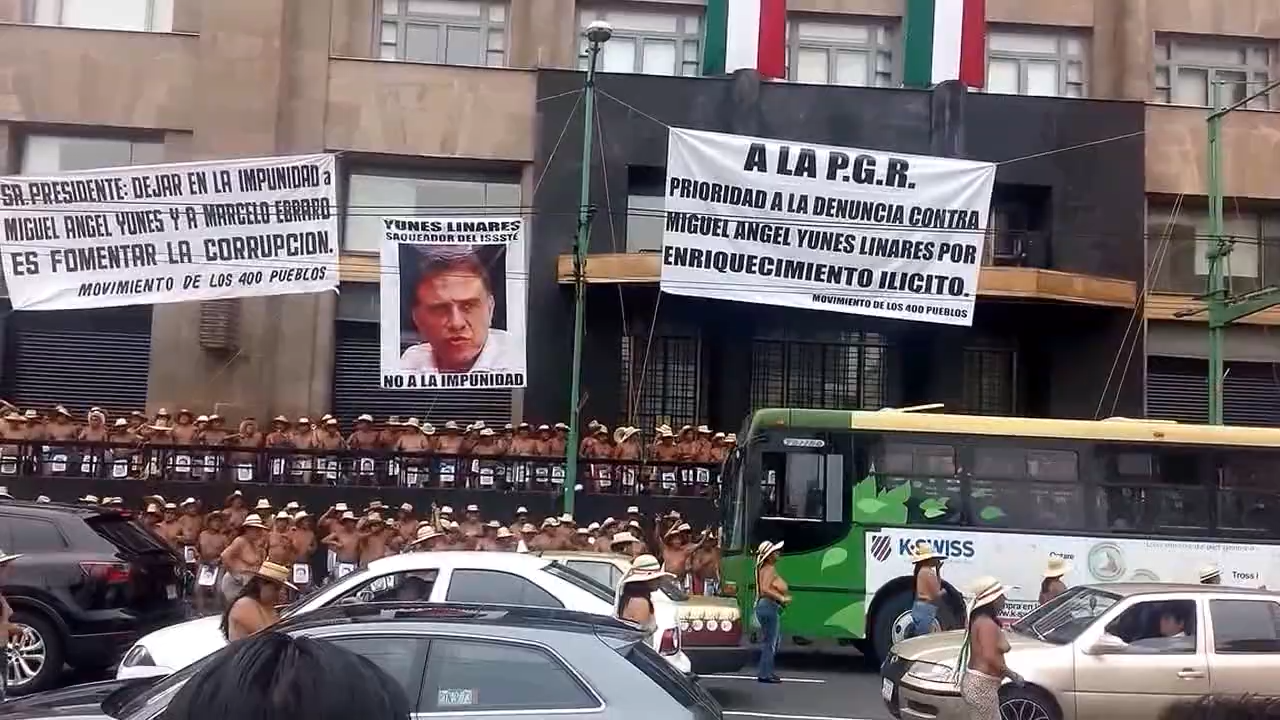 SR. PRESIDENTE: DEJAR EN LA IMPUNIDAD a
MIGUEL ANGEL YUNES Y A MARCELO EBRARD
ES FOMENTAR LA CORRUPCION.
MOVIMIENTO DE LOS 400 PUEBLOS
YUNES LINARES
SAQUEADOR DEL ISSSTE
NO A LA IMPUNIDAD
A LA P.G.R.
PRIORIDAD A LA DENUNCIA CONTRA
MIGUEL ANGEL YUNES LINARES POR
ENRIQUECIMIENTO ILICITO.
MOVIMIENTO DE LOS 400 PUEBLOS
TORINO
K·SWISS